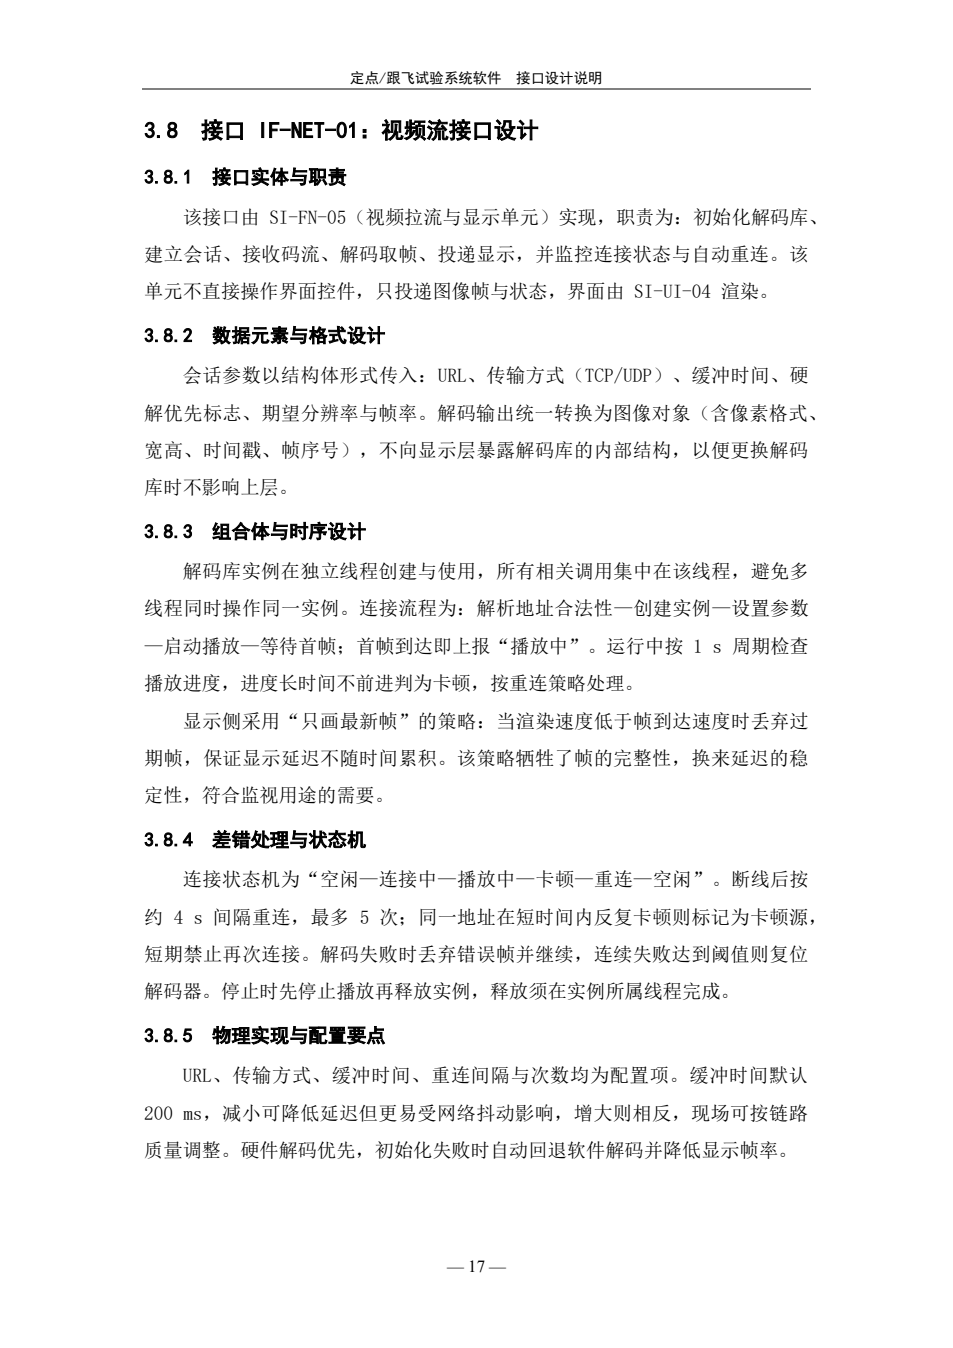 定点/跟飞试验系统软件　接口设计说明
3.8　接口 IF-NET-01：视频流接口设计
3.8.1　接口实体与职责
该接口由 SI-FN-05（视频拉流与显示单元）实现，职责为：初始化解码库、
建立会话、接收码流、解码取帧、投递显示，并监控连接状态与自动重连。该
单元不直接操作界面控件，只投递图像帧与状态，界面由 SI-UI-04 渲染。
3.8.2　数据元素与格式设计
会话参数以结构体形式传入：URL、传输方式（TCP/UDP）、缓冲时间、硬
解优先标志、期望分辨率与帧率。解码输出统一转换为图像对象（含像素格式、
宽高、时间戳、帧序号），不向显示层暴露解码库的内部结构，以便更换解码
库时不影响上层。
3.8.3　组合体与时序设计
解码库实例在独立线程创建与使用，所有相关调用集中在该线程，避免多
线程同时操作同一实例。连接流程为：解析地址合法性—创建实例—设置参数
—启动播放—等待首帧；首帧到达即上报“播放中”。运行中按 1 s 周期检查
播放进度，进度长时间不前进判为卡顿，按重连策略处理。
显示侧采用“只画最新帧”的策略：当渲染速度低于帧到达速度时丢弃过
期帧，保证显示延迟不随时间累积。该策略牺牲了帧的完整性，换来延迟的稳
定性，符合监视用途的需要。
3.8.4　差错处理与状态机
连接状态机为“空闲—连接中—播放中—卡顿—重连—空闲”。断线后按
约 4 s 间隔重连，最多 5 次；同一地址在短时间内反复卡顿则标记为卡顿源，
短期禁止再次连接。解码失败时丢弃错误帧并继续，连续失败达到阈值则复位
解码器。停止时先停止播放再释放实例，释放须在实例所属线程完成。
3.8.5　物理实现与配置要点
URL、传输方式、缓冲时间、重连间隔与次数均为配置项。缓冲时间默认
200 ms，减小可降低延迟但更易受网络抖动影响，增大则相反，现场可按链路
质量调整。硬件解码优先，初始化失败时自动回退软件解码并降低显示帧率。
— 17 —